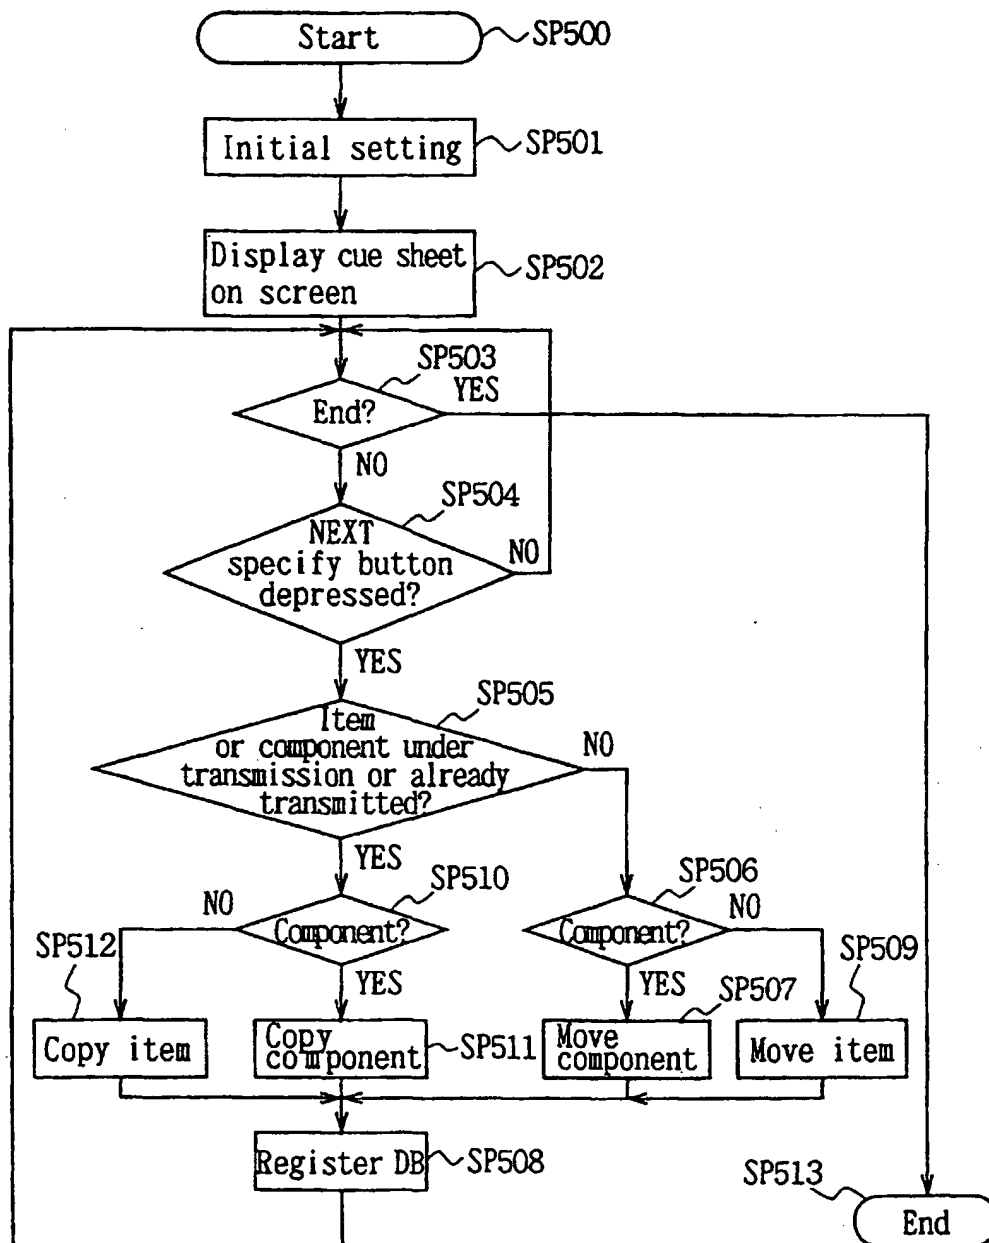 Start
SP500
Initial setting
SP501
Display cue sheet
on screen
SP502
SP503
YES
End?
NO
SP504
NEXT
specify button
depressed?
NO
YES
SP505
Item
or component under
transmission or already
transmitted?
NO
YES
SP510
SP506
NO
Component?
Component?
NO
SP512
YES
YES
SP507
SP509
Copy item
Copy
component
SP511
Move
component
Move item
Register DB
SP508
SP513
End